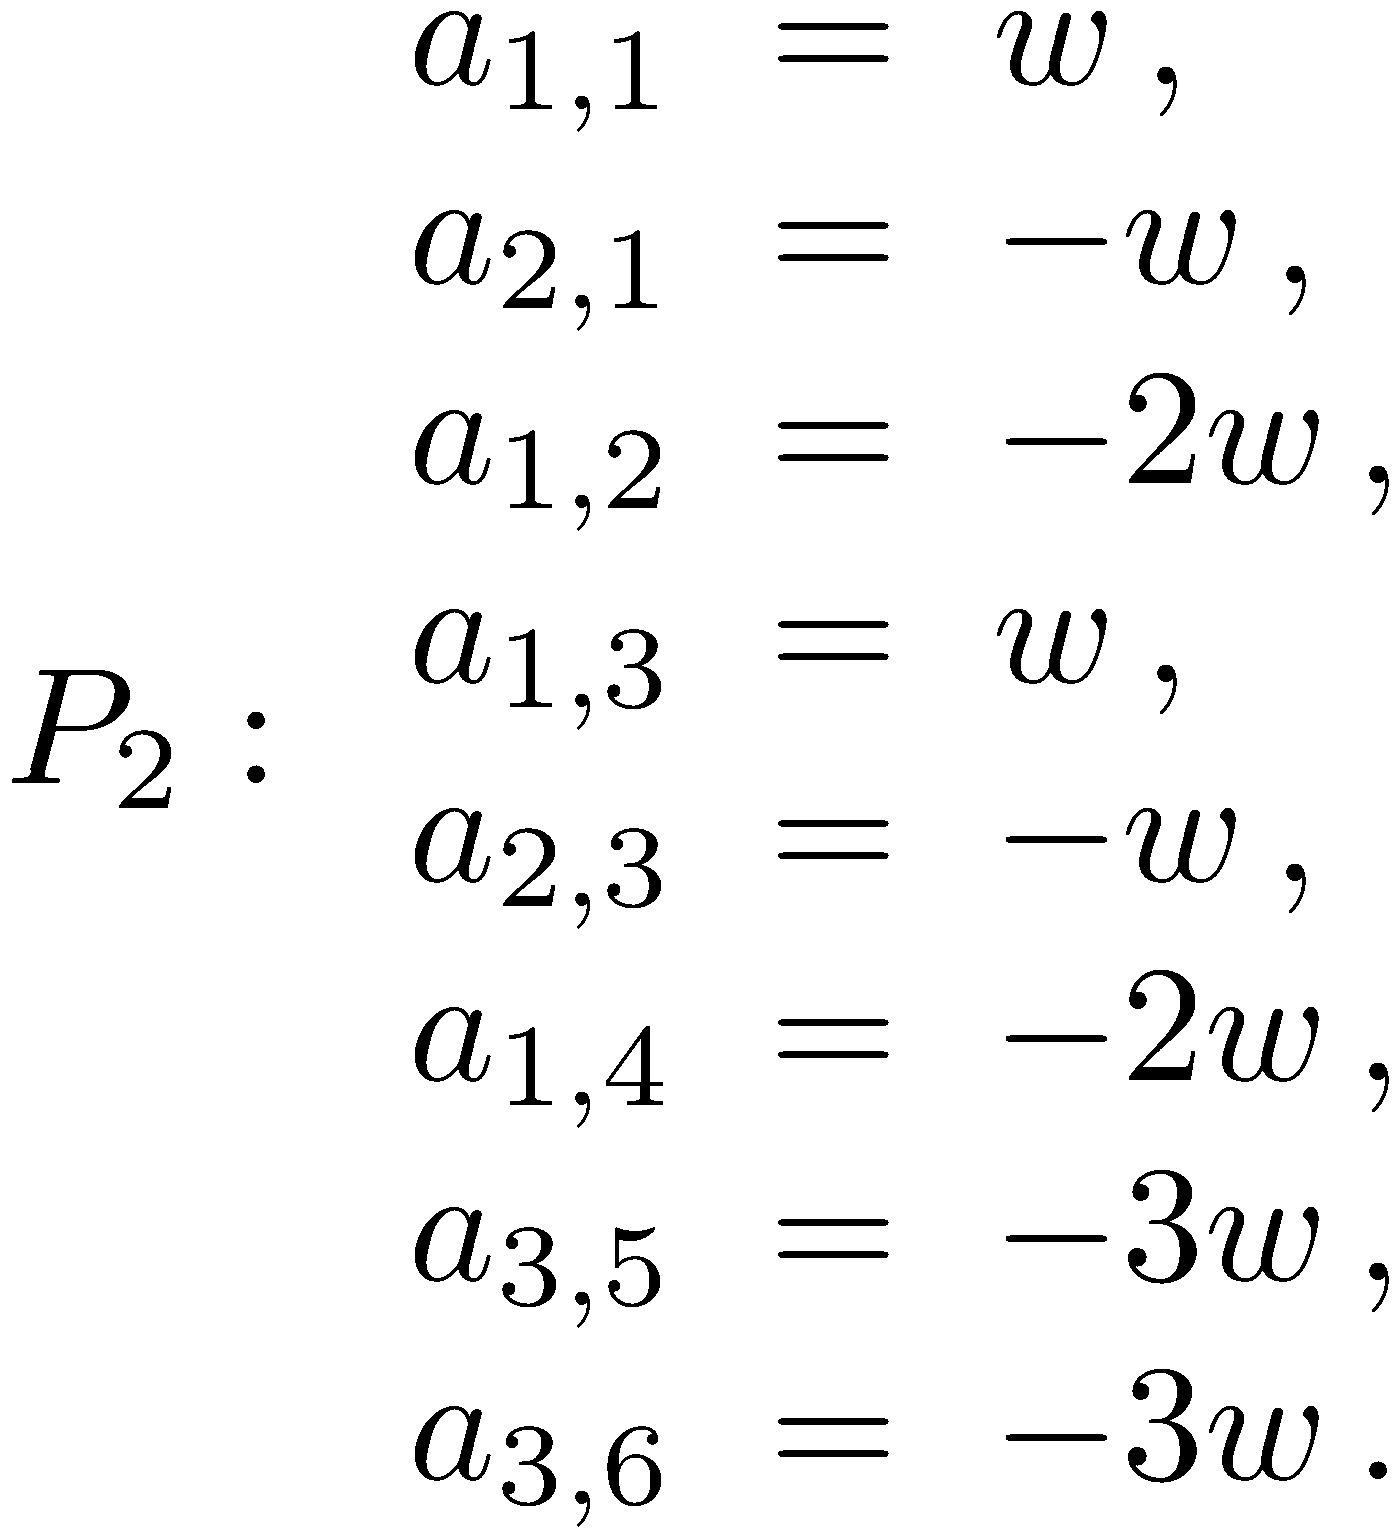 a_{1,1} = w ,
a_{2,1} = -w ,
a_{1,2} = -2w ,
P_2 : a_{1,3} = w ,
a_{2,3} = -w ,
a_{1,4} = -2w ,
a_{3,5} = -3w ,
a_{3,6} = -3w .